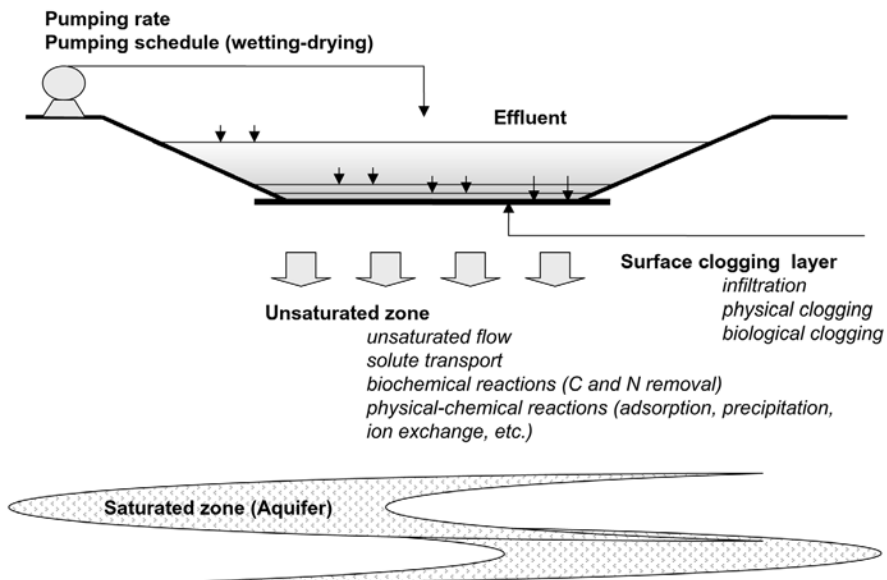 Pumping rate
Pumping schedule (wetting-drying)
Effluent
Surface clogging layer
infiltration
physical clogging
biological clogging
Unsaturated zone
unsaturated flow
solute transport
biochemical reactions (C and N removal)
physical-chemical reactions (adsorption, precipitation,
ion exchange, etc.)
Saturated zone (Aquifer)